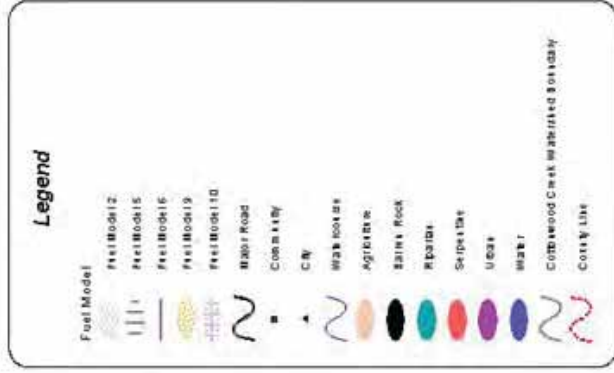 Legend
Fuel Model
Fuel Model 2
Fuel Model 5
Fuel Model 6
Fuel Model 9
Fuel Model 10
Major Road
Community
City
Watercourse
Agriculture
Barren Rock
Riparian
Serpentine
Urban
Water
Cottonwood Creek Watershed Boundary
County Line